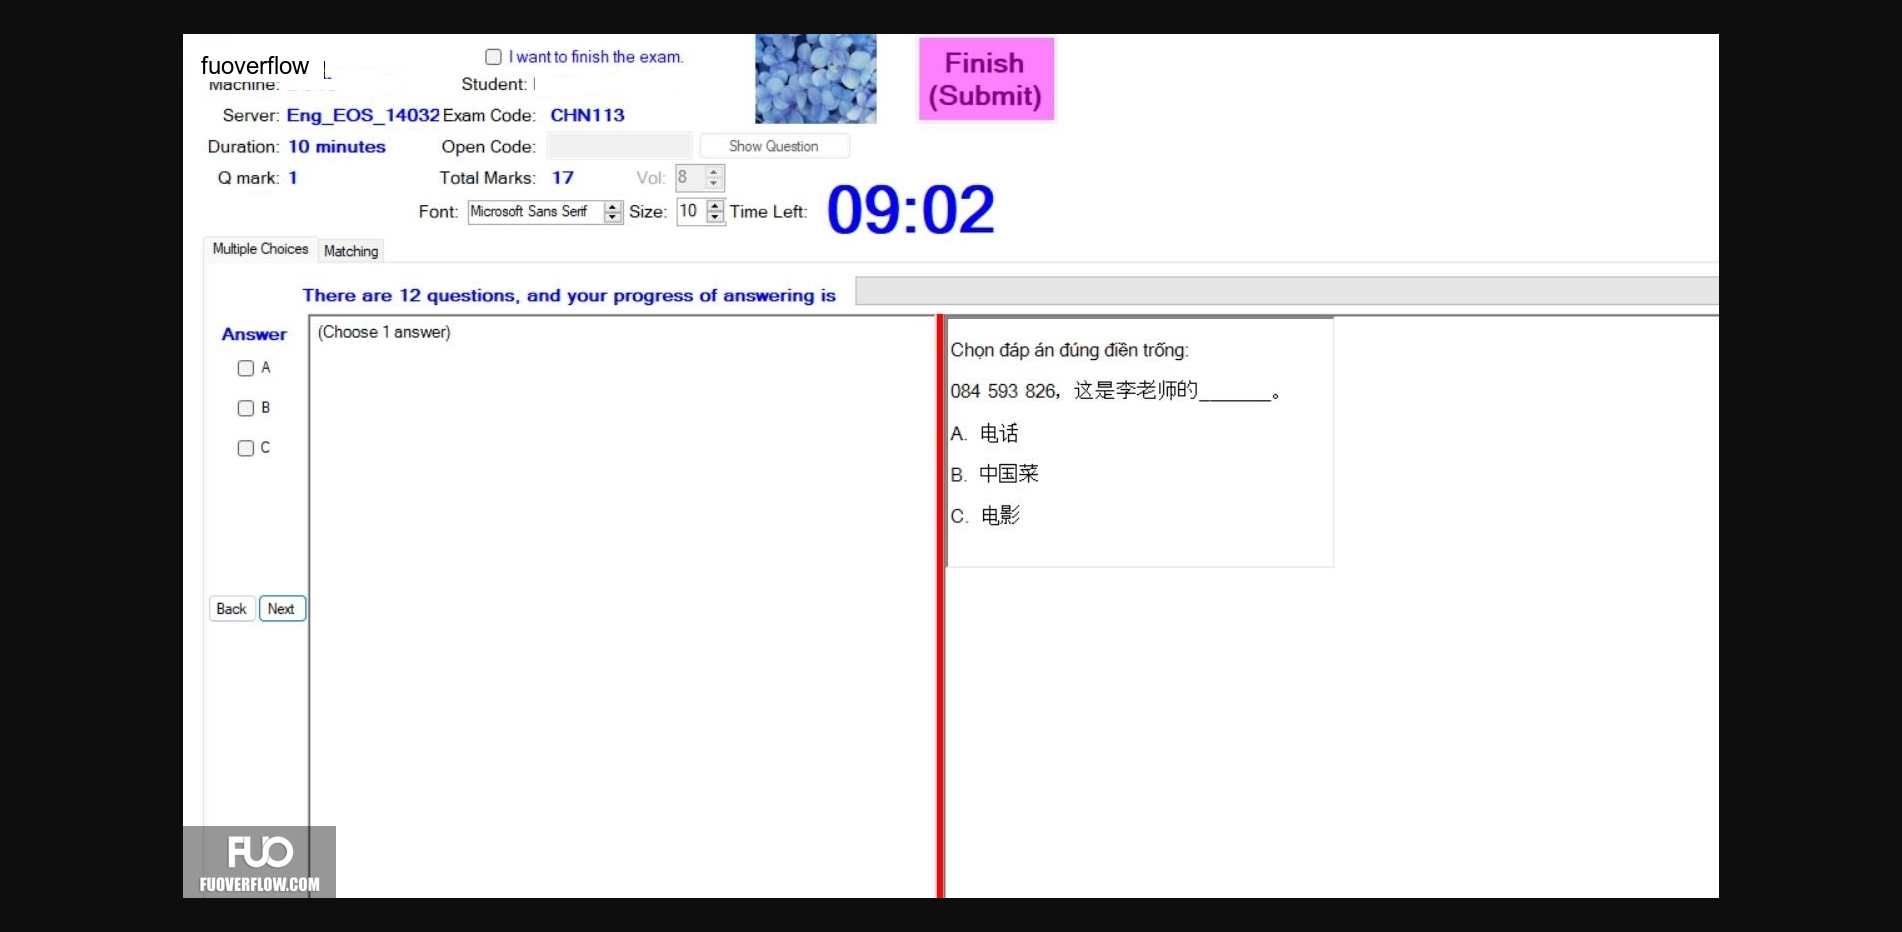 fuoverflow
I want to finish the exam.
Finish
(Submit)
Machine:
Student:
Server: Eng_EOS_14032 Exam Code: CHN113
Duration: 10 minutes Open Code: Show Question
Q mark: 1 Total Marks: 17 Vol: 8
Font: Microsoft Sans Serif Size: 10 Time Left: 09:02
Multiple Choices Matching
There are 12 questions, and your progress of answering is
Answer
A
B
C
Back Next
(Choose 1 answer)
Chọn đáp án đúng điền trống:
084 593 826，这是李老师的_______。
A. 电话
B. 中国菜
C. 电影
FUO
FUOVERFLOW.COM